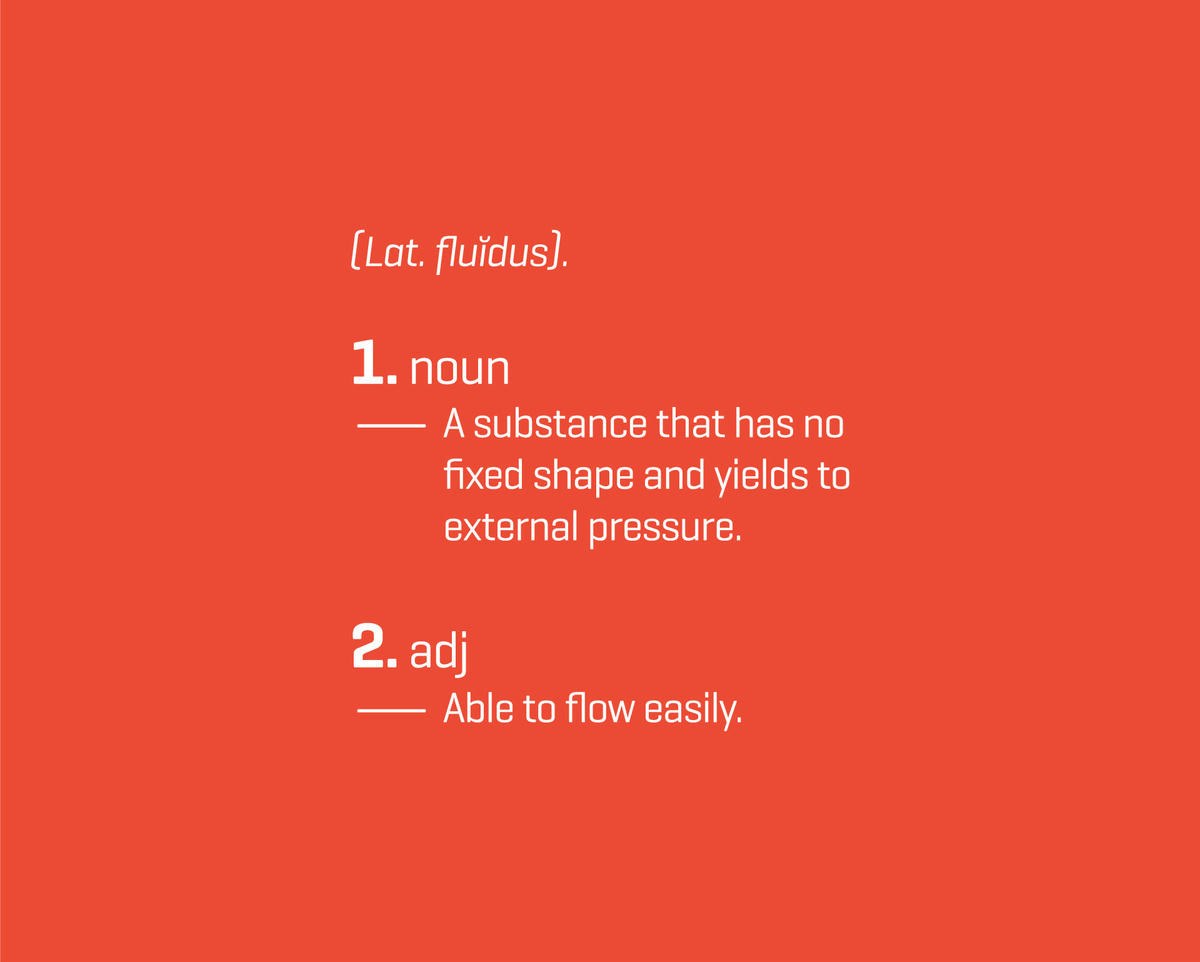 (Lat. fluĭdus).
1. noun
— A substance that has no
fixed shape and yields to
external pressure.
2. adj
— Able to flow easily.